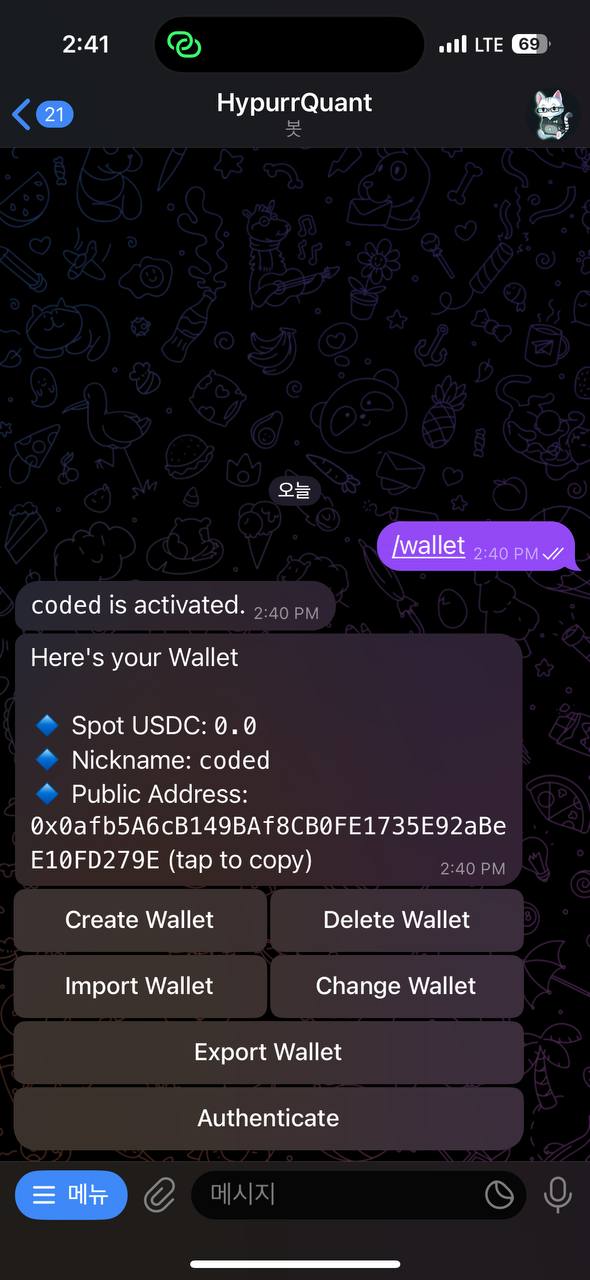 2:41
LTE
69
21
HypurrQuant
봇
오늘
/wallet 2:40 PM
coded is activated. 2:40 PM
Here's your Wallet
Spot USDC: 0.0
Nickname: coded
Public Address:
0x0afb5A6cB149BAf8CB0FE1735E92aBe
E10FD279E (tap to copy)
2:40 PM
Create Wallet
Delete Wallet
Import Wallet
Change Wallet
Export Wallet
Authenticate
메뉴
메시지